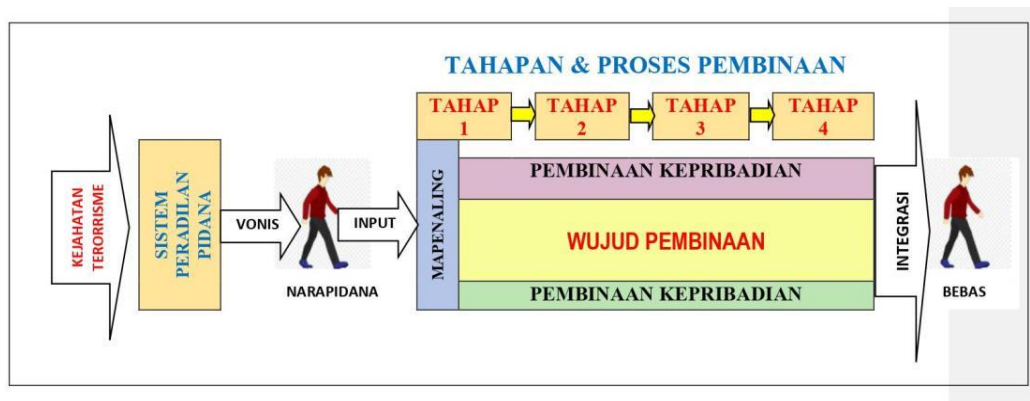 TAHAPAN & PROSES PEMBINAAN
TAHAP
1
TAHAP
2
TAHAP
3
TAHAP
4
KEJAHATAN
TERORRISME
SISTEM
PERADILAN
PIDANA
VONIS
NARAPIDANA
INPUT
MAPENALING
PEMBINAAN KEPRIBADIAN
WUJUD PEMBINAAN
PEMBINAAN KEPRIBADIAN
INTEGRASI
BEBAS